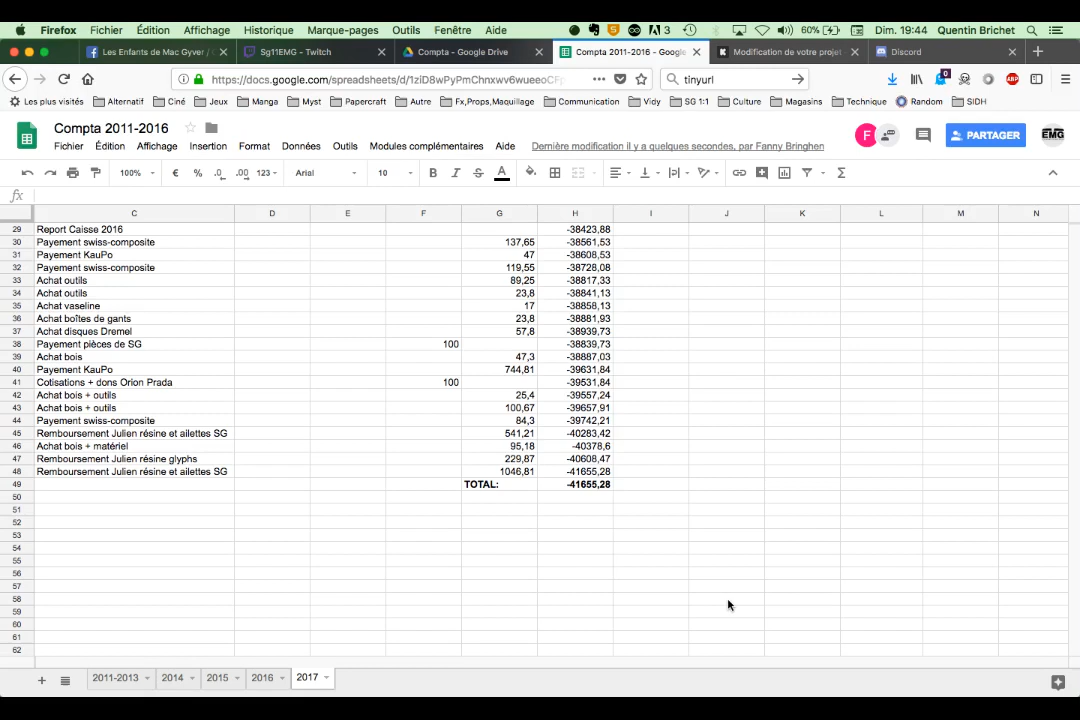 Firefox Fichier Édition Affichage Historique Marque-pages Outils Fenêtre Aide 3 60% Dim. 19:44 Quentin Brichet
Les Enfants de Mac Gyver / Sg11EMG - Twitch Compta - Google Drive Compta 2011-2016 - Google Modification de votre projet Discord
https://docs.google.com/spreadsheets/d/1ziD8wPyPmChnxwv6wueeoCF tinyurl 0 ABP
Les plus visités Alternatif Ciné Jeux Manga Myst Papercraft Autre Fx,Props,Maquillage Communication Vidy SG 1:1 Culture Magasins Technique Random SIDH
Compta 2011-2016 F PARTAGER EMG
Fichier Édition Affichage Insertion Format Données Outils Modules complémentaires Aide Dernière modification il y a quelques secondes, par Fanny Bringhen
100% € % .0 .00 123 Arial 10 B I S A Σ
fx
C D E F G H I J K L M N
29 Report Caisse 2016 -38423,88
30 Payement swiss-composite 137,65 -38561,53
31 Payement KauPo 47 -38608,53
32 Payement swiss-composite 119,55 -38728,08
33 Achat outils 89,25 -38817,33
34 Achat outils 23,8 -38841,13
35 Achat vaseline 17 -38858,13
36 Achat boîtes de gants 23,8 -38881,93
37 Achat disques Dremel 57,8 -38939,73
38 Payement pièces de SG 100 -38839,73
39 Achat bois 47,3 -38887,03
40 Payement KauPo 744,81 -39631,84
41 Cotisations + dons Orion Prada 100 -39531,84
42 Achat bois + outils 25,4 -39557,24
43 Achat bois + outils 100,67 -39657,91
44 Payement swiss-composite 84,3 -39742,21
45 Remboursement Julien résine et ailettes SG 541,21 -40283,42
46 Achat bois + matériel 95,18 -40378,6
47 Remboursement Julien résine glyphs 229,87 -40608,47
48 Remboursement Julien résine et ailettes SG 1046,81 -41655,28
49 TOTAL: -41655,28
50
51
52
53
54
55
56
57
58
59
60
61
62
2011-2013 2014 2015 2016 2017